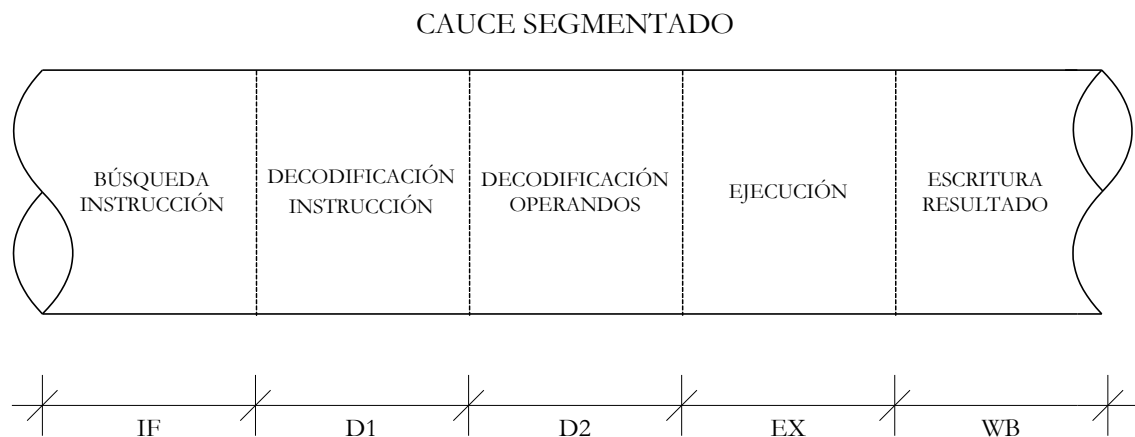 CAUCE SEGMENTADO
BÚSQUEDA
INSTRUCCIÓN
DECODIFICACIÓN
INSTRUCCIÓN
DECODIFICACIÓN
OPERANDOS
EJECUCIÓN
ESCRITURA
RESULTADO
IF
D1
D2
EX
WB